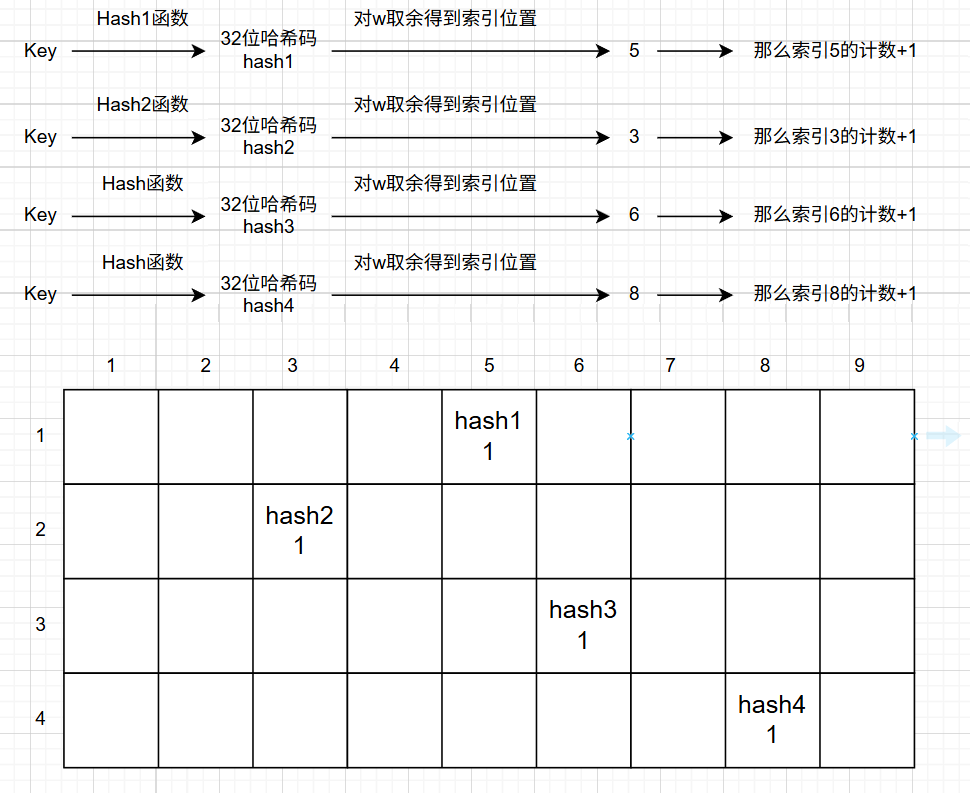 Hash1函数 对w取余得到索引位置
Key 32位哈希码 5 那么索引5的计数+1
hash1
Hash2函数 对w取余得到索引位置
Key 32位哈希码 3 那么索引3的计数+1
hash2
Hash函数 对w取余得到索引位置
Key 32位哈希码 6 那么索引6的计数+1
hash3
Hash函数 对w取余得到索引位置
Key 32位哈希码 8 那么索引8的计数+1
hash4
1 2 3 4 5 6 7 8 9
1 hash1
1
2 hash2
1
3 hash3
1
4 hash4
1